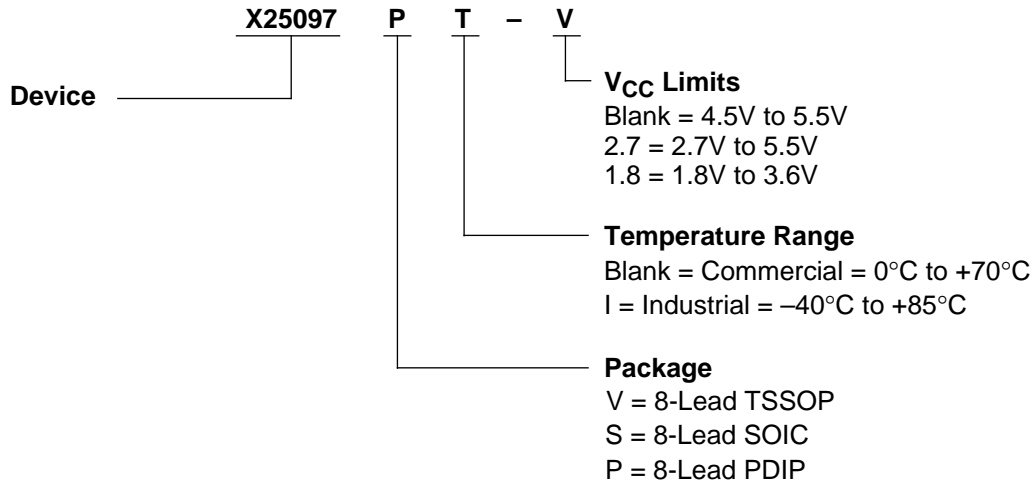 X25097 P T – V
Device
VCC Limits
Blank = 4.5V to 5.5V
2.7 = 2.7V to 5.5V
1.8 = 1.8V to 3.6V
Temperature Range
Blank = Commercial = 0°C to +70°C
I = Industrial = –40°C to +85°C
Package
V = 8-Lead TSSOP
S = 8-Lead SOIC
P = 8-Lead PDIP